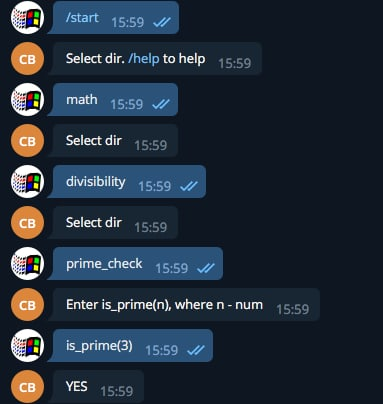 /start 15:59
CB Select dir. /help to help 15:59
math 15:59
CB Select dir 15:59
divisibility 15:59
CB Select dir 15:59
prime_check 15:59
CB Enter is_prime(n), where n - num 15:59
is_prime(3) 15:59
CB YES 15:59